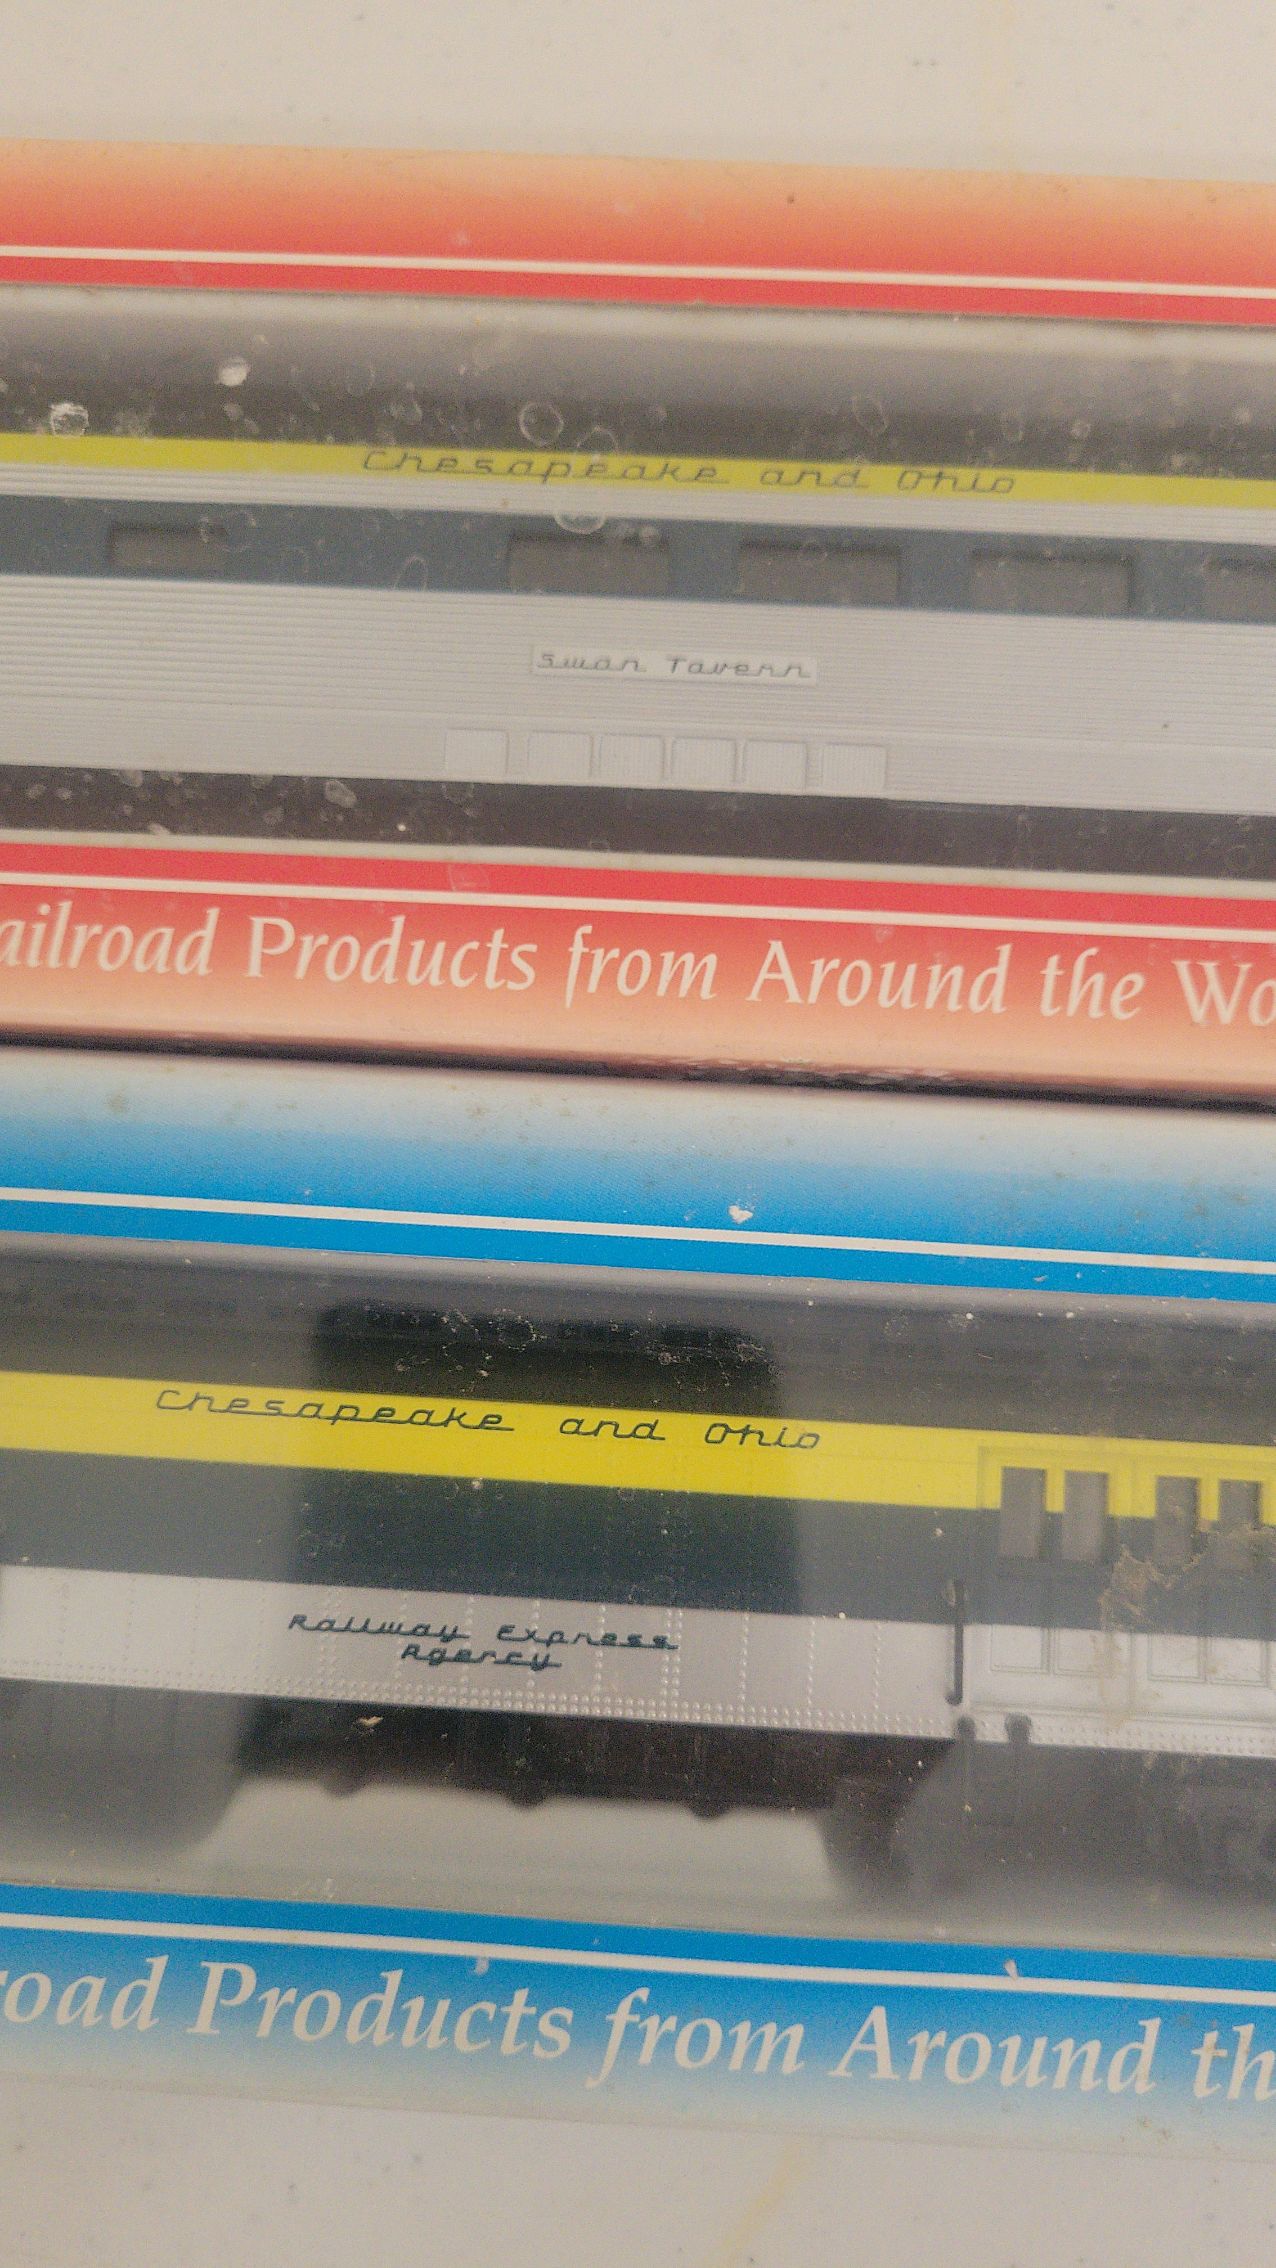 Chesapeake and Ohio
Swan Tavern
ailroad Products from Around the Wo
Chesapeake and Ohio
Railway Express
Agency
road Products from Around th